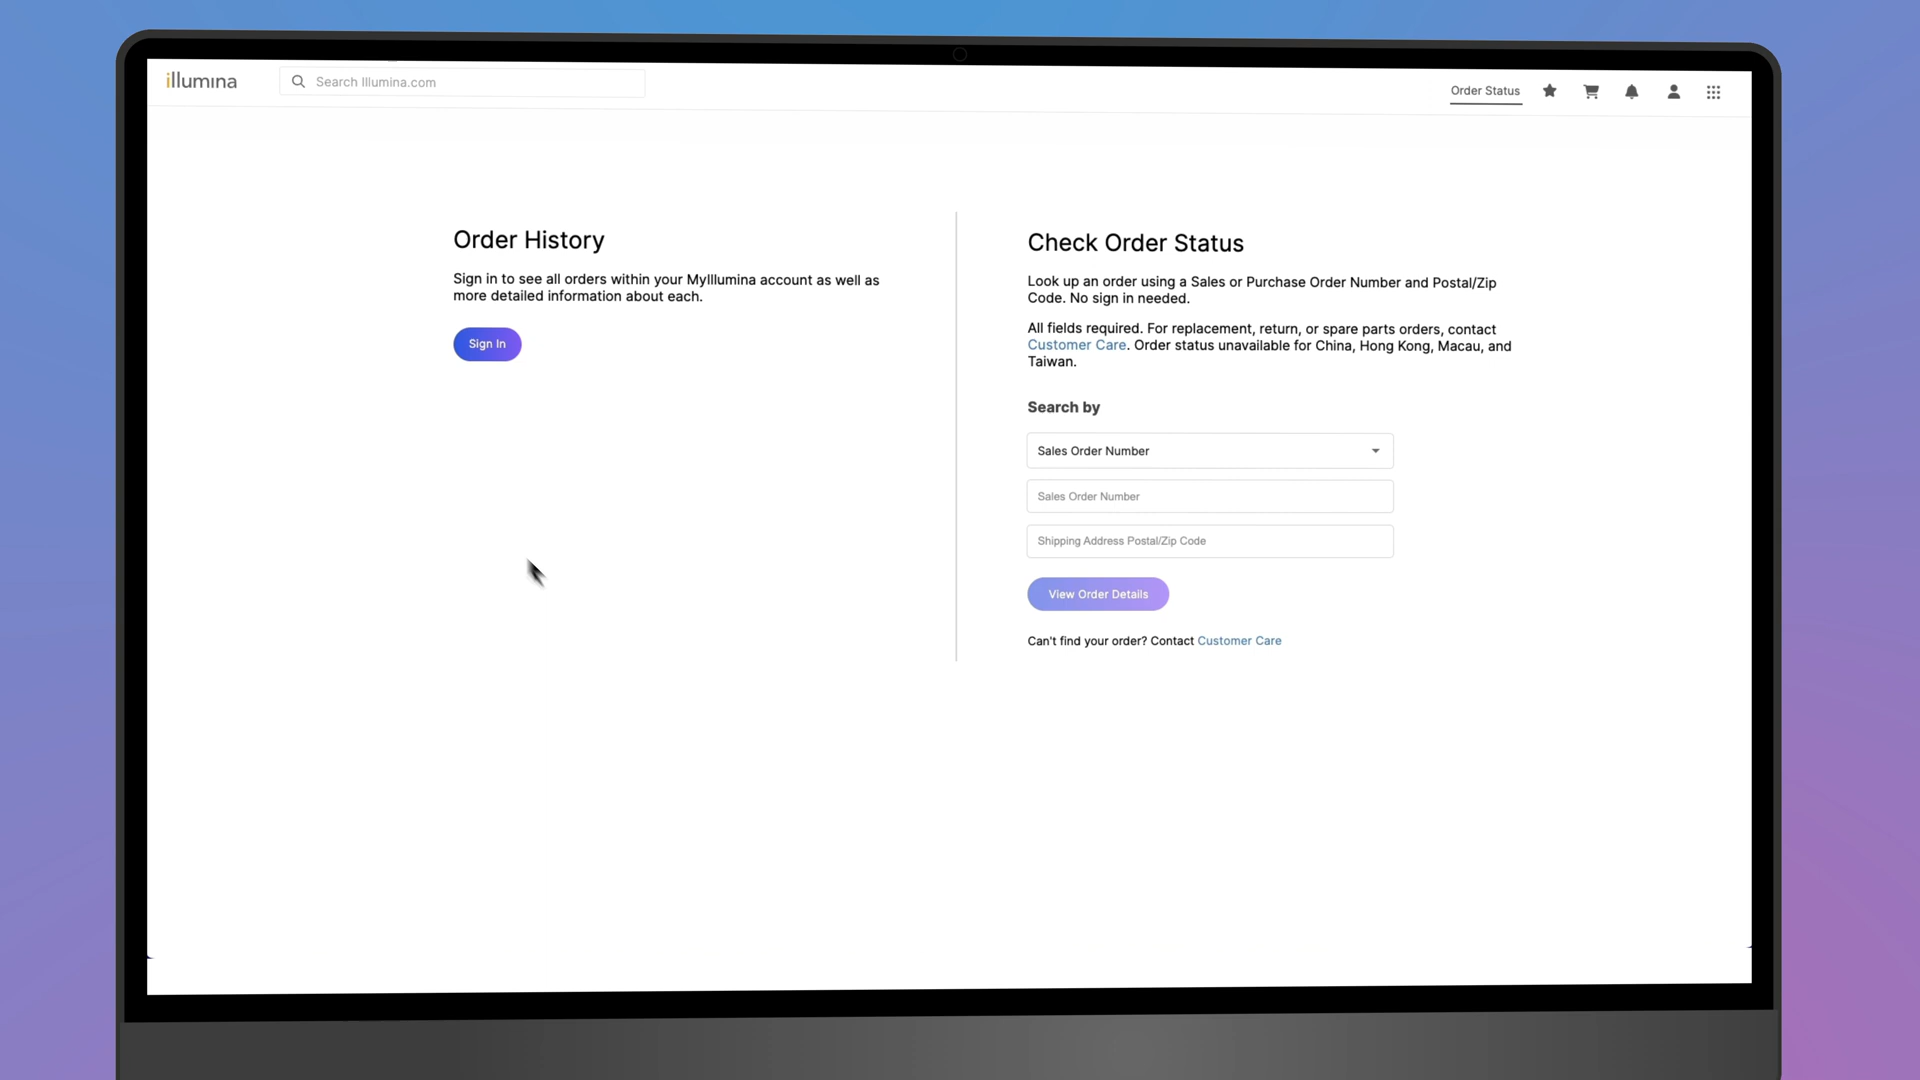 illumina
Search Illumina.com
Order Status
Order History
Sign in to see all orders within your MyIllumina account as well as
more detailed information about each.
Sign In
Check Order Status
Look up an order using a Sales or Purchase Order Number and Postal/Zip
Code. No sign in needed.
All fields required. For replacement, return, or spare parts orders, contact
Customer Care. Order status unavailable for China, Hong Kong, Macau, and
Taiwan.
Search by
Sales Order Number
Sales Order Number
Shipping Address Postal/Zip Code
View Order Details
Can't find your order? Contact Customer Care